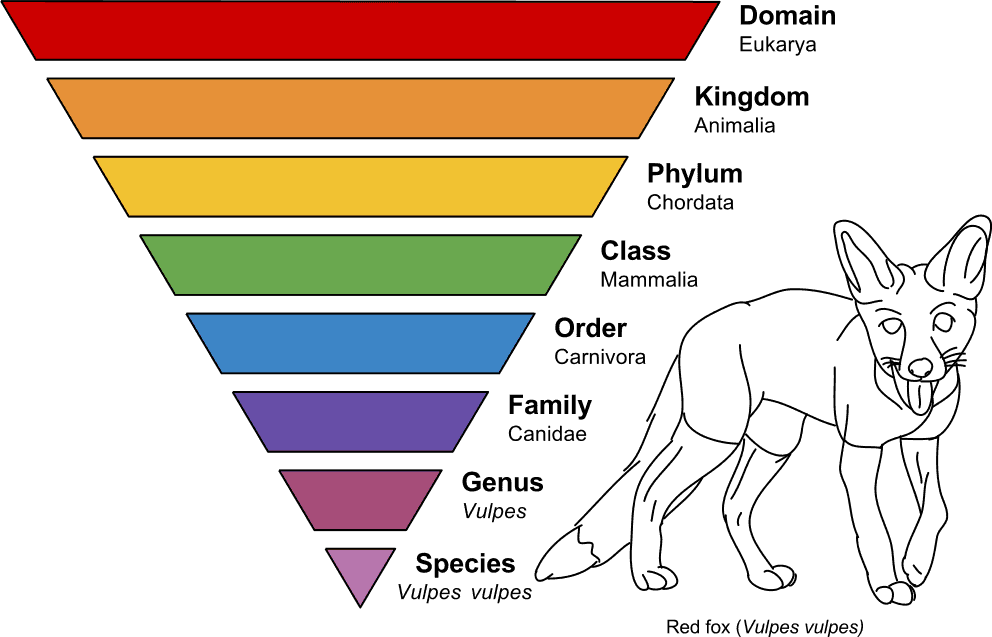 Domain
Eukarya
Kingdom
Animalia
Phylum
Chordata
Class
Mammalia
Order
Carnivora
Family
Canidae
Genus
Vulpes
Species
Vulpes vulpes
Red fox (Vulpes vulpes)